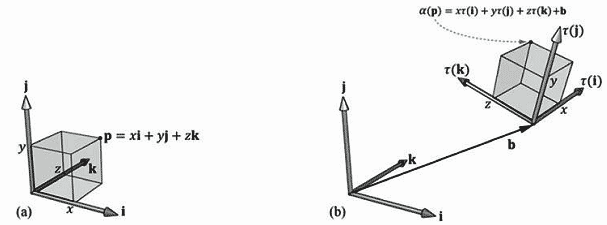 j
p = xi + yj + zk
y
z
k
x
i
(a)
α(p) = xτ(i) + yτ(j) + zτ(k)+b
τ(j)
τ(k)
τ(i)
y
z
x
j
k
b
i
(b)